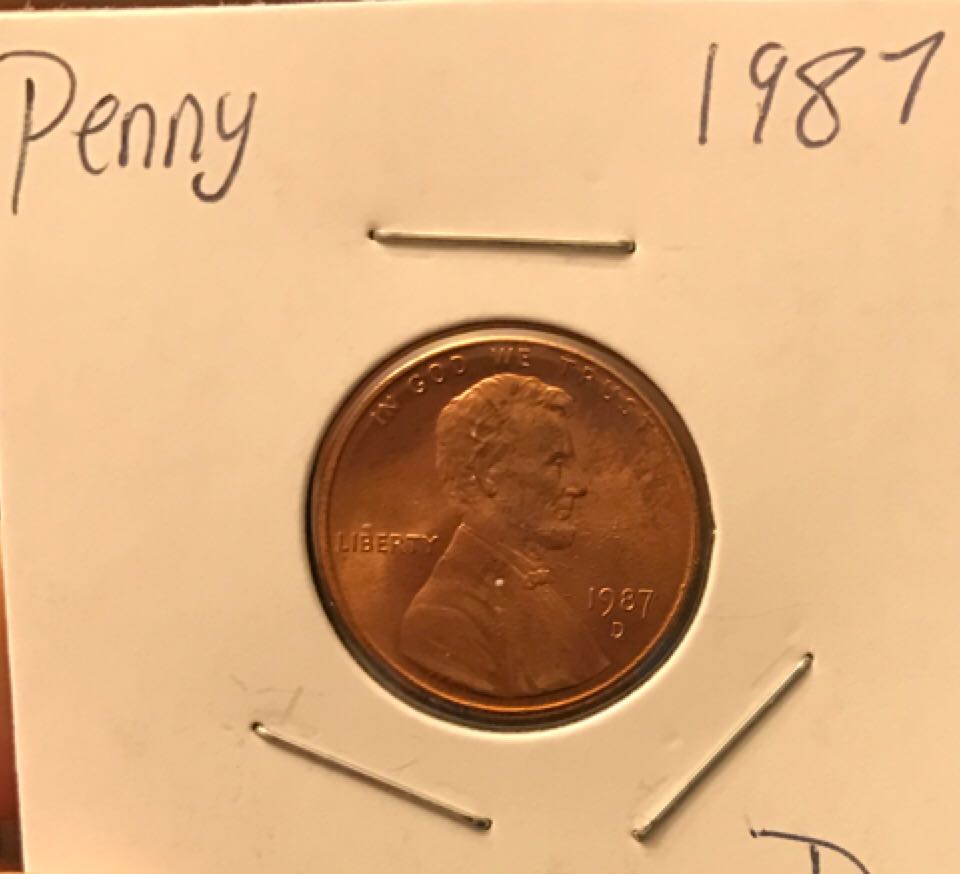 Penny 1987
IN GOD WE TRUST
LIBERTY
1987
D
D